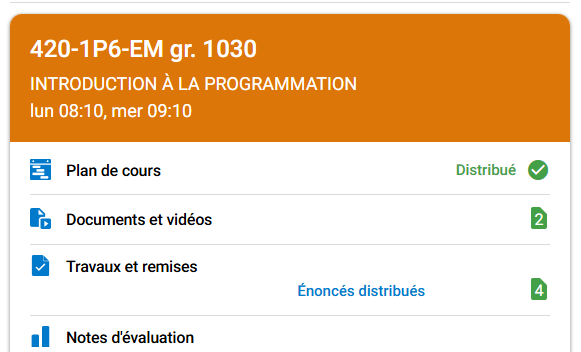 420-1P6-EM gr. 1030
INTRODUCTION À LA PROGRAMMATION
lun 08:10, mer 09:10
Plan de cours Distribué
Documents et vidéos 2
Travaux et remises
Énoncés distribués 4
Notes d'évaluation